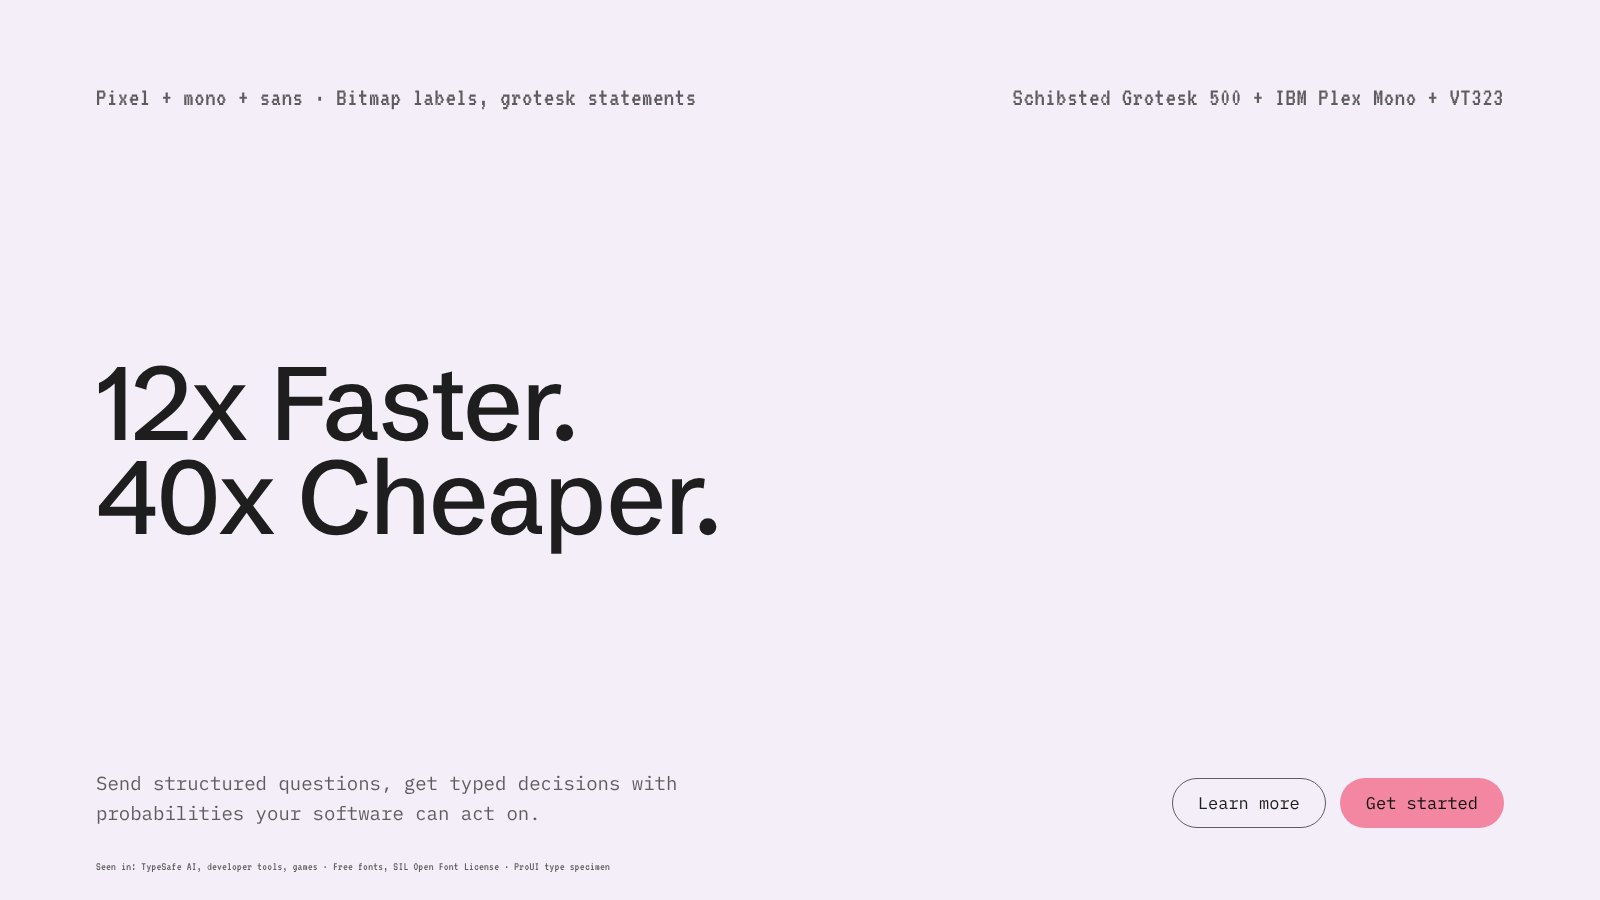 Pixel + mono + sans · Bitmap labels, grotesk statements
Schibsted Grotesk 500 + IBM Plex Mono + VT323
12x Faster.
40x Cheaper.
Send structured questions, get typed decisions with
probabilities your software can act on.
Learn more
Get started
Seen in: TypeSafe AI, developer tools, games · Free fonts, SIL Open Font License · ProUI type specimen